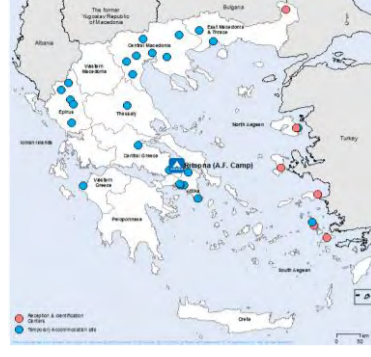 The former
Yugoslav Republic
of Macedonia
Bulgaria
Albania
East Macedonia
& Thrace
Central Macedonia
Western
Macedonia
Epirus
Thessaly
North Aegean
Turkey
Ionian Islands
Central Greece
Ritsona (A.F. Camp)
Attica
Western
Greece
Peloponnese
South Aegean
Crete
Reception & Identification
Centers
Temporary Accommodation site